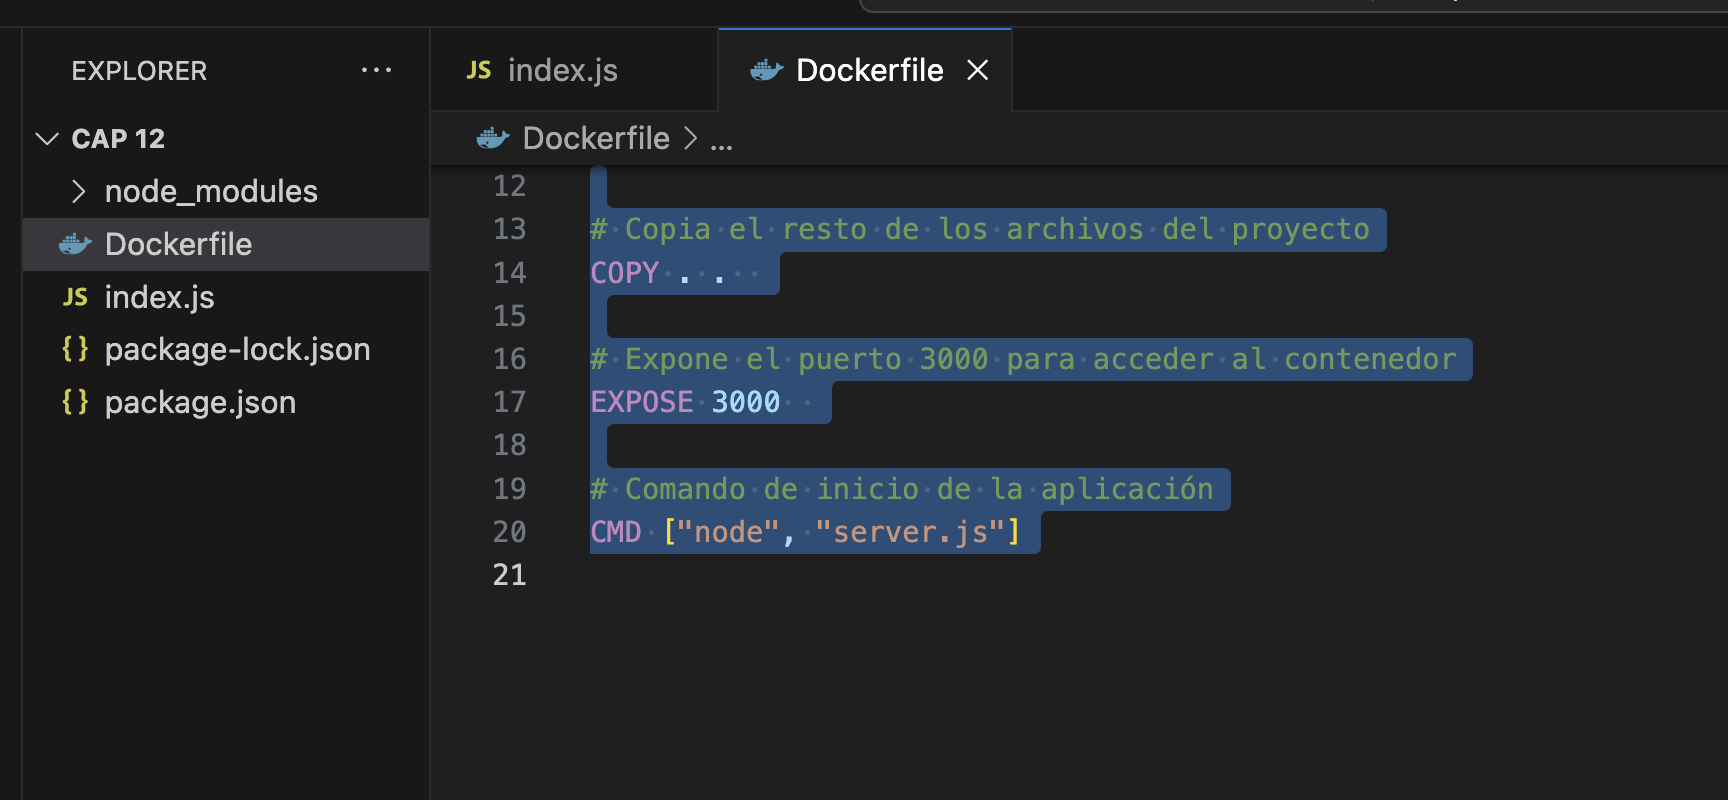 EXPLORER ...
JS index.js
Dockerfile
CAP 12
Dockerfile > ...
node_modules
Dockerfile
JS index.js
{} package-lock.json
{} package.json
12
13 # Copia el resto de los archivos del proyecto
14 COPY . .
15
16 # Expone el puerto 3000 para acceder al contenedor
17 EXPOSE 3000
18
19 # Comando de inicio de la aplicación
20 CMD ["node", "server.js"]
21